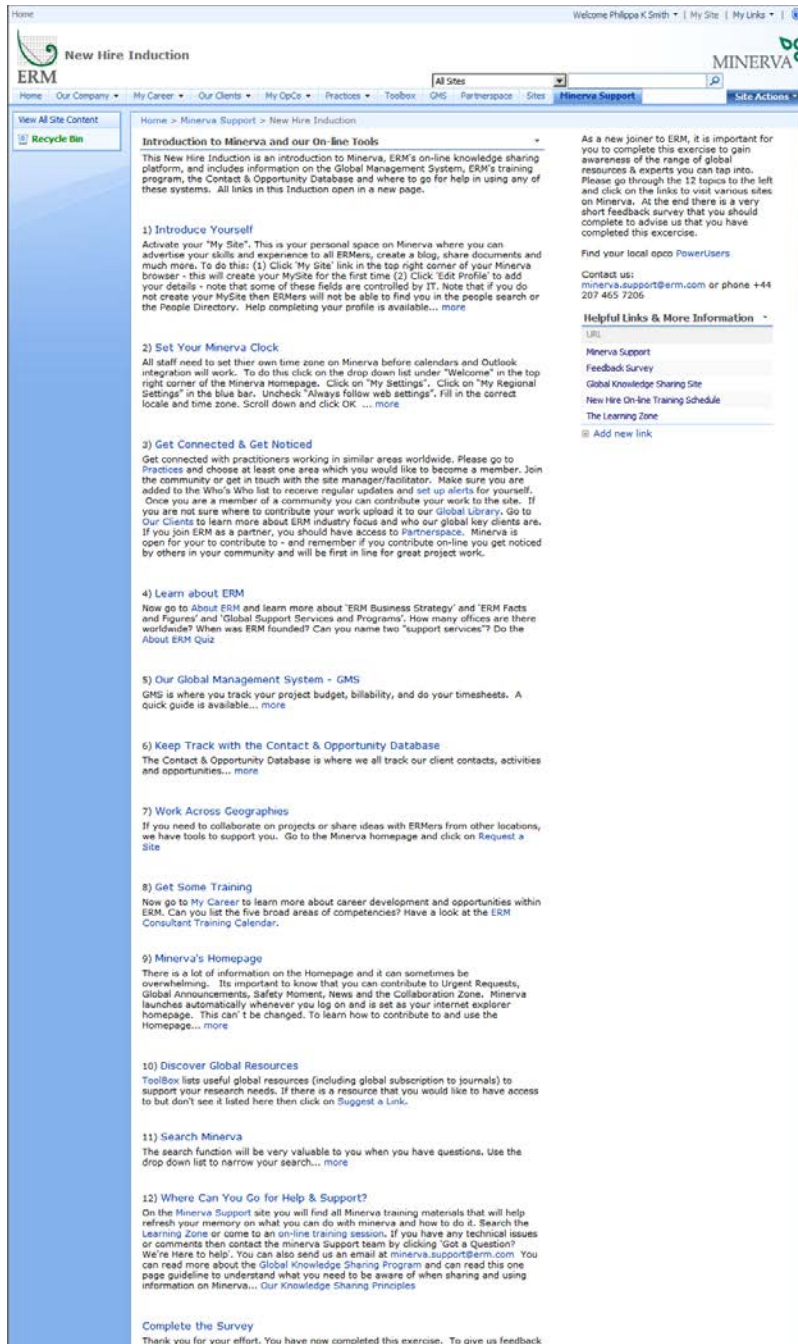 Home
Welcome Philippa K Smith | My Site | My Links
New Hire Induction
ERM
MINERVA
All Sites
Home Our Company My Career Our Clients My OpCo Practices Toolbox GMS Partnerspace Sites Minerva Support Site Actions
View All Site Content
Recycle Bin
Home > Minerva Support > New Hire Induction
Introduction to Minerva and our On-line Tools
This New Hire Induction is an introduction to Minerva, ERM's on-line knowledge sharing
platform, and includes information on the Global Management System, ERM's training
program, the Contact & Opportunity Database and where to go for help in using any of
these systems. All links in this Induction open in a new page.
1) Introduce Yourself
Activate your "My Site". This is your personal space on Minerva where you can
advertise your skills and experience to all ERMers, create a blog, share documents and
much more. To do this: (1) Click 'My Site' link in the top right corner of your Minerva
browser - this will create your MySite for the first time (2) Click 'Edit Profile' to add
your details - note that some of these fields are controlled by IT. Note that if you do
not create your MySite then ERMers will not be able to find you in the people search or
the People Directory. Help completing your profile is available... more
2) Set Your Minerva Clock
All staff need to set thier own time zone on Minerva before calendars and Outlook
integration will work. To do this click on the drop down list under "Welcome" in the top
right corner of the Minerva Homepage. Click on "My Settings". Click on "My Regional
Settings" in the blue bar. Uncheck "Always follow web settings". Fill in the correct
locale and time zone. Scroll down and click OK ... more
3) Get Connected & Get Noticed
Get connected with practitioners working in similar areas worldwide. Please go to
Practices and choose at least one area which you would like to become a member. Join
the community or get in touch with the site manager/facilitator. Make sure you are
added to the Who's Who list to receive regular updates and set up alerts for yourself.
Once you are a member of a community you can contribute your work to the site. If
you are not sure where to contribute your work upload it to our Global Library. Go to
Our Clients to learn more about ERM industry focus and who our global key clients are.
If you join ERM as a partner, you should have access to Partnerspace. Minerva is
open for your to contribute to - and remember if you contribute on-line you get noticed
by others in your community and will be first in line for great project work.
4) Learn about ERM
Now go to About ERM and learn more about 'ERM Business Strategy' and 'ERM Facts
and Figures' and 'Global Support Services and Programs'. How many offices are there
worldwide? When was ERM founded? Can you name two "support services"? Do the
About ERM Quiz
5) Our Global Management System - GMS
GMS is where you track your project budget, billability, and do your timesheets. A
quick guide is available... more
6) Keep Track with the Contact & Opportunity Database
The Contact & Opportunity Database is where we all track our client contacts, activities
and opportunities... more
7) Work Across Geographies
If you need to collaborate on projects or share ideas with ERMers from other locations,
we have tools to support you. Go to the Minerva homepage and click on Request a
Site
8) Get Some Training
Now go to My Career to learn more about career development and opportunities within
ERM. Can you list the five broad areas of competencies? Have a look at the ERM
Consultant Training Calendar.
9) Minerva's Homepage
There is a lot of information on the Homepage and it can sometimes be
overwhelming. Its important to know that you can contribute to Urgent Requests,
Global Announcements, Safety Moment, News and the Collaboration Zone. Minerva
launches automatically whenever you log on and is set as your internet explorer
homepage. This can't be changed. To learn how to contribute to and use the
Homepage... more
10) Discover Global Resources
ToolBox lists useful global resources (including global subscription to journals) to
support your research needs. If there is a resource that you would like to have access
to but don't see it listed here then click on Suggest a Link.
11) Search Minerva
The search function will be very valuable to you when you have questions. Use the
drop down list to narrow your search... more
12) Where Can You Go for Help & Support?
On the Minerva Support site you will find all Minerva training materials that will help
refresh your memory on what you can do with minerva and how to do it. Search the
Learning Zone or come to an on-line training session. If you have any technical issues
or comments then contact the minerva Support team by clicking 'Got a Question?
We're Here to help'. You can also send us an email at minerva.support@erm.com You
can read more about the Global Knowledge Sharing Program and can read this one
page guideline to understand what you need to be aware of when sharing and using
information on Minerva... Our Knowledge Sharing Principles
Complete the Survey
Thank you for your effort. You have now completed this exercise. To give us feedback
As a new joiner to ERM, it is important for
you to complete this exercise to gain
awareness of the range of global
resources & experts you can tap into.
Please go through the 12 topics to the left
and click on the links to visit various sites
on Minerva. At the end there is a very
short feedback survey that you should
complete to advise us that you have
completed this excercise.
Find your local opco PowerUsers
Contact us:
minerva.support@erm.com or phone +44
207 465 7206
Helpful Links & More Information
URL
Minerva Support
Feedback Survey
Global Knowledge Sharing Site
New Hire On-line Training Schedule
The Learning Zone
Add new link